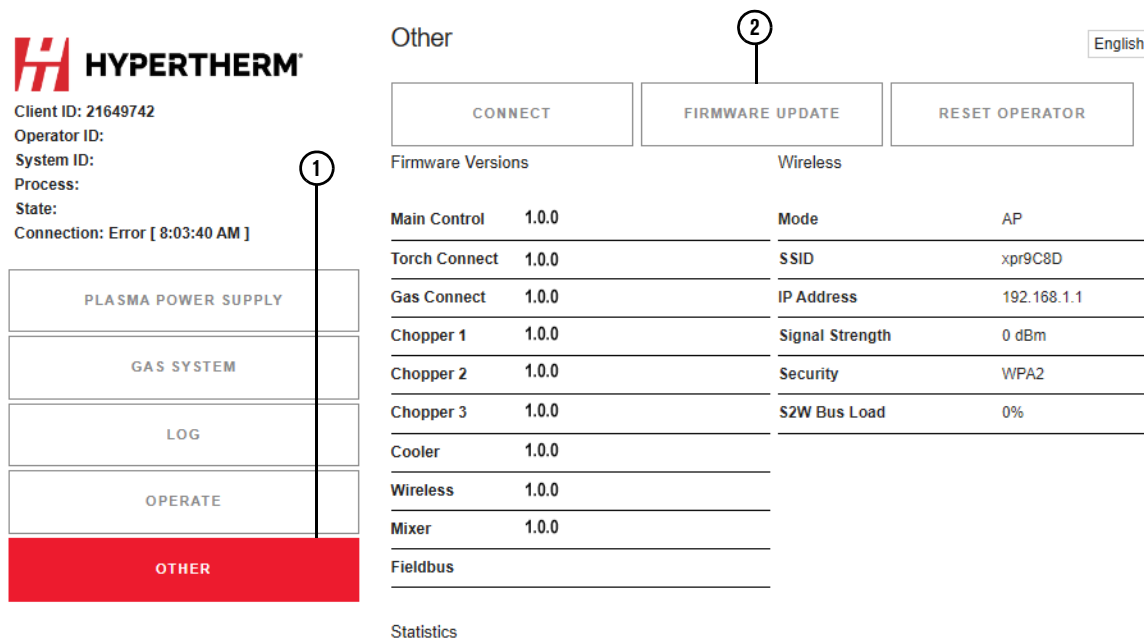 HYPERTHERM
Client ID: 21649742
Operator ID:
System ID:
Process:
State:
Connection: Error [ 8:03:40 AM ]
1
PLASMA POWER SUPPLY
GAS SYSTEM
LOG
OPERATE
OTHER
Other
2
English
CONNECT FIRMWARE UPDATE RESET OPERATOR
Firmware Versions
Main Control 1.0.0
Torch Connect 1.0.0
Gas Connect 1.0.0
Chopper 1 1.0.0
Chopper 2 1.0.0
Chopper 3 1.0.0
Cooler 1.0.0
Wireless 1.0.0
Mixer 1.0.0
Fieldbus
Wireless
Mode AP
SSID xpr9C8D
IP Address 192.168.1.1
Signal Strength 0 dBm
Security WPA2
S2W Bus Load 0%
Statistics